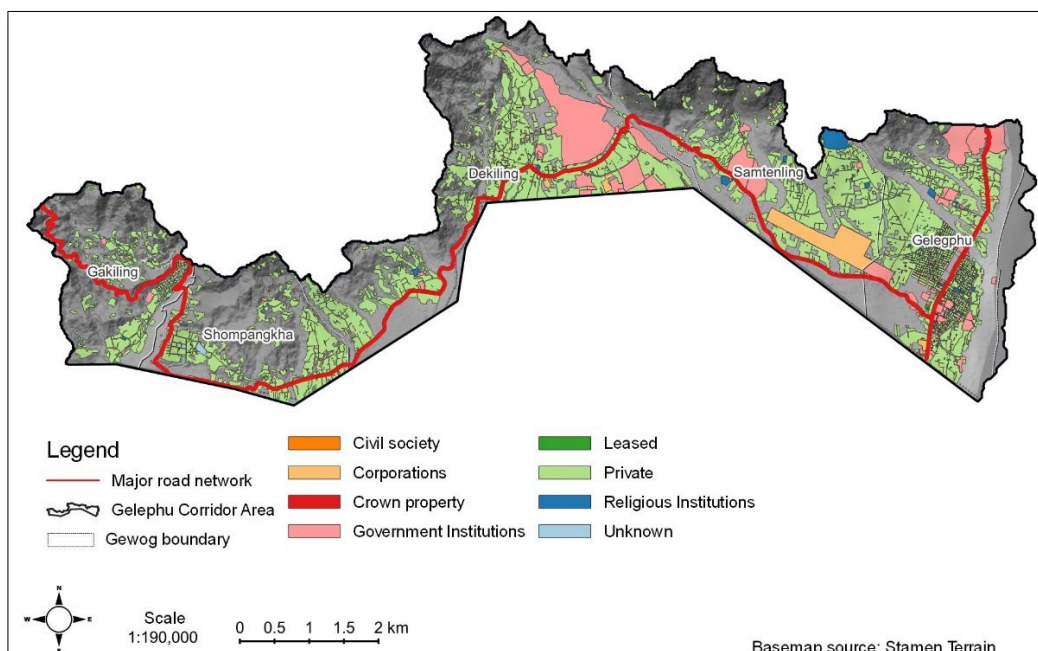 Dekiling
Samtenling
Gelegphu
Gakiling
Shompangkha
Legend
Major road network
Gelephu Corridor Area
Gewog boundary
Civil society
Corporations
Crown property
Government Institutions
Leased
Private
Religious Institutions
Unknown
N
W E
Scale
1:190,000
0 0.5 1 1.5 2 km
Basemap source: Stamen Terrain